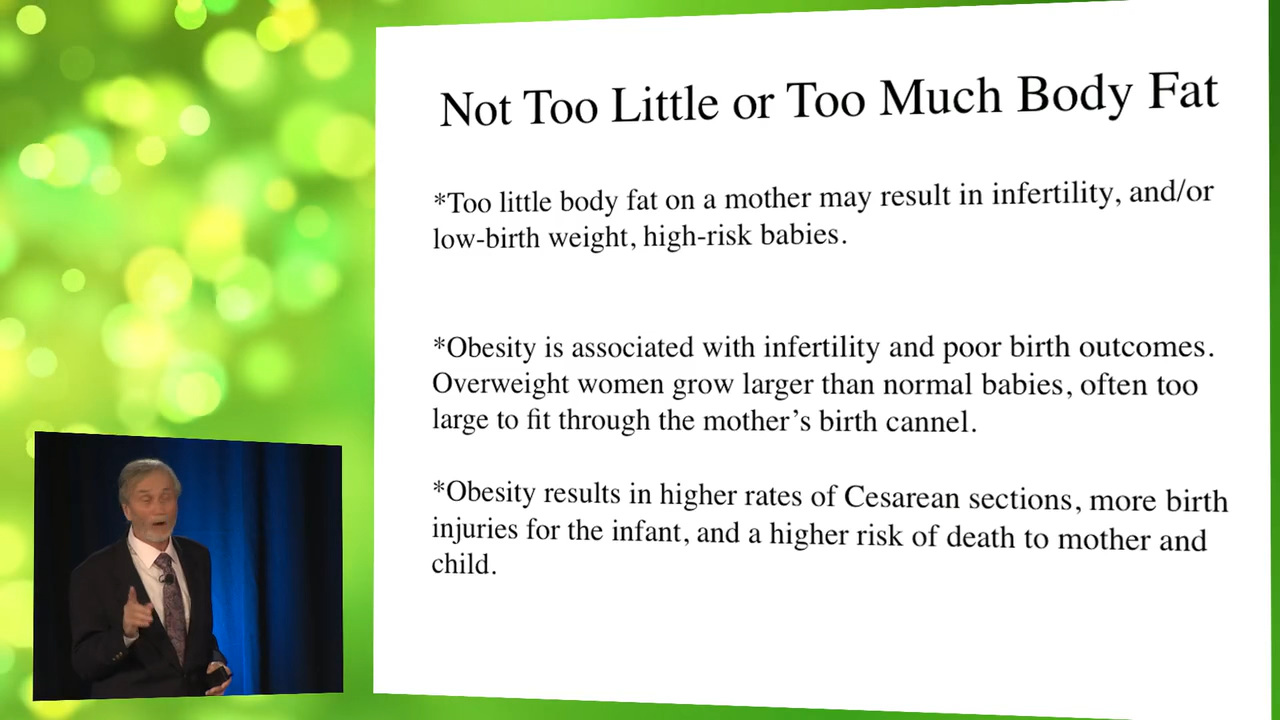 Not Too Little or Too Much Body Fat
*Too little body fat on a mother may result in infertility, and/or
low-birth weight, high-risk babies.
*Obesity is associated with infertility and poor birth outcomes.
Overweight women grow larger than normal babies, often too
large to fit through the mother’s birth cannel.
*Obesity results in higher rates of Cesarean sections, more birth
injuries for the infant, and a higher risk of death to mother and
child.